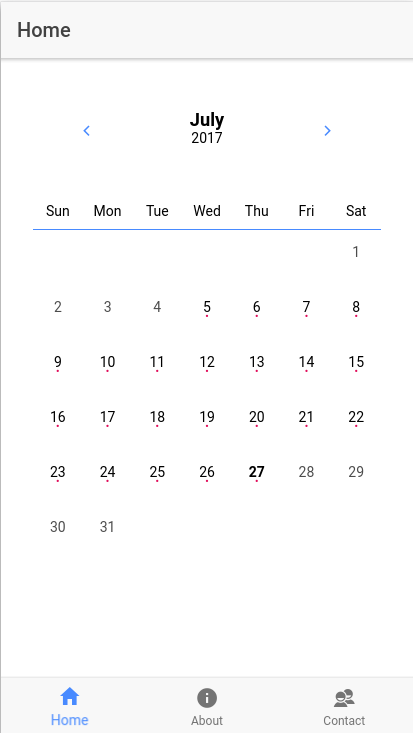 Home
July
2017
Sun Mon Tue Wed Thu Fri Sat
1
2 3 4 5 6 7 8
9 10 11 12 13 14 15
16 17 18 19 20 21 22
23 24 25 26 27 28 29
30 31
Home About Contact